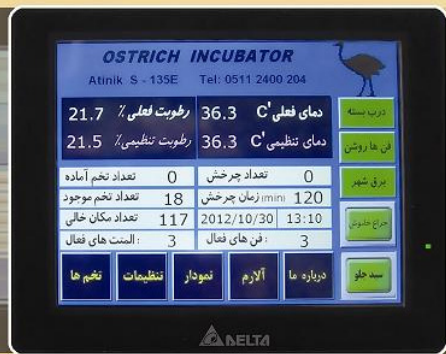 OSTRICH INCUBATOR
Atinik S - 135E Tel: 0511 2400 204
دمای فعلی C' 36.3 رطوبت فعلی٪ 21.7
دمای تنظیمی C' 36.3 رطوبت تنظیمی٪ 21.5
تعداد چرخش 0 تعداد تخم آماده 0
120 (min) زمان چرخش 18 تعداد تخم موجود
13:10 2012/10/30 117 تعداد مکان خالی
3 فن های فعال : 3 المنت های فعال :
درب بسته
فن ها روشن
برق شهر
چراغ خاموش
سبد جلو
درباره ما آلارم نمودار تنظیمات تخم ها
DELTA